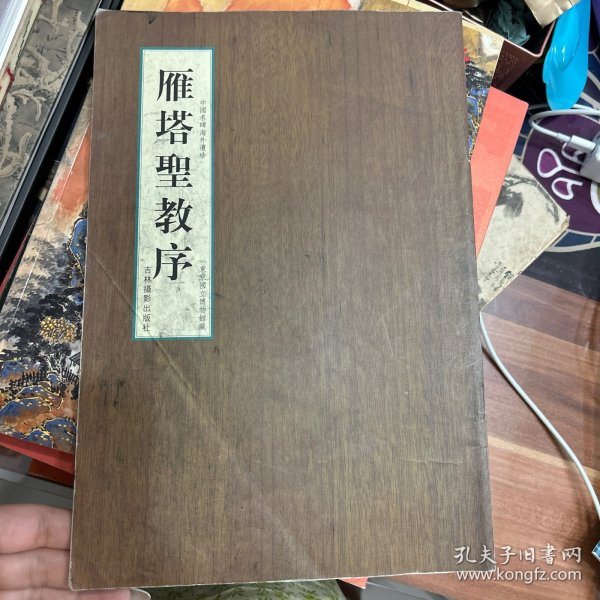 中國名碑海外遺珍
雁塔聖教序
東京國立博物館藏
吉林攝影出版社
孔夫子旧书网
www.kongfz.com